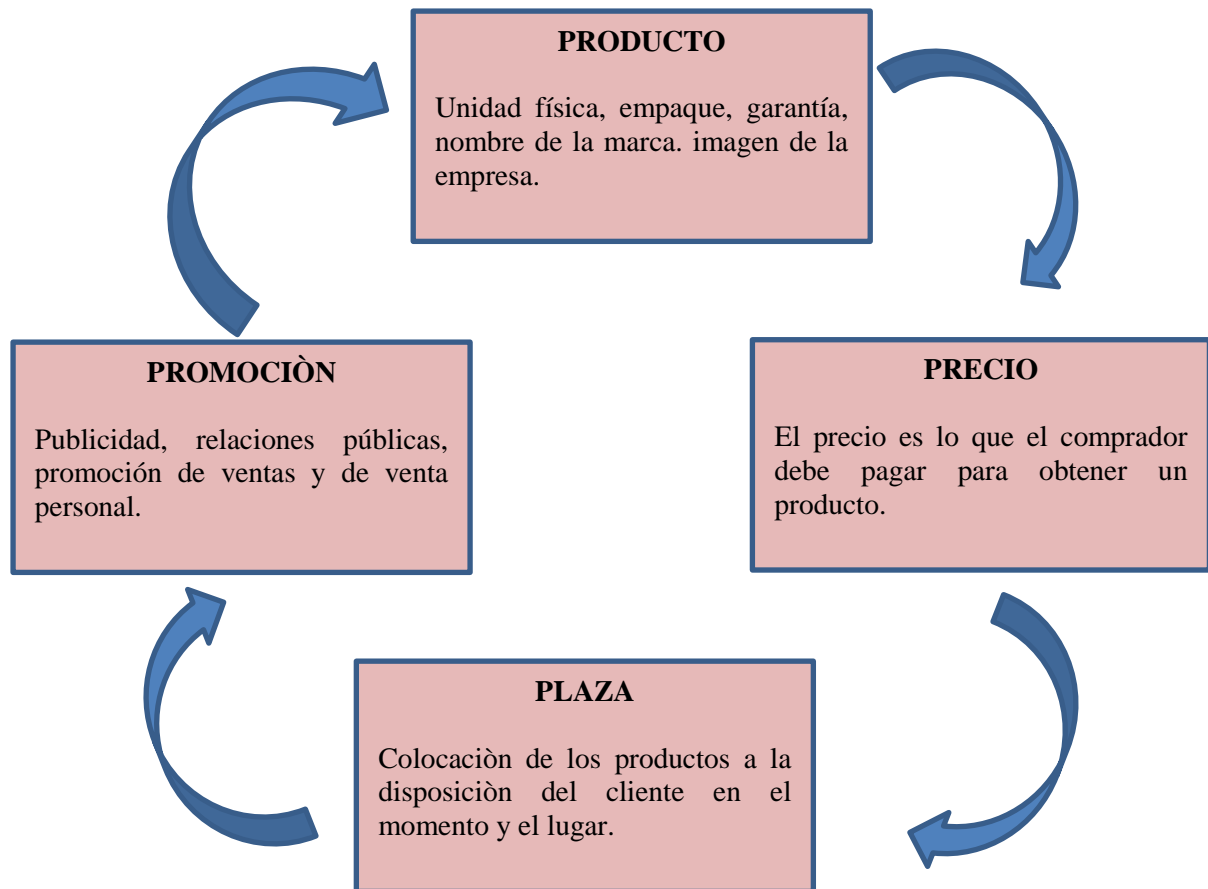 PRODUCTO
Unidad física, empaque, garantía,
nombre de la marca. imagen de la
empresa.
PROMOCIÒN
Publicidad, relaciones públicas,
promoción de ventas y de venta
personal.
PRECIO
El precio es lo que el comprador
debe pagar para obtener un
producto.
PLAZA
Colocaciòn de los productos a la
disposiciòn del cliente en el
momento y el lugar.